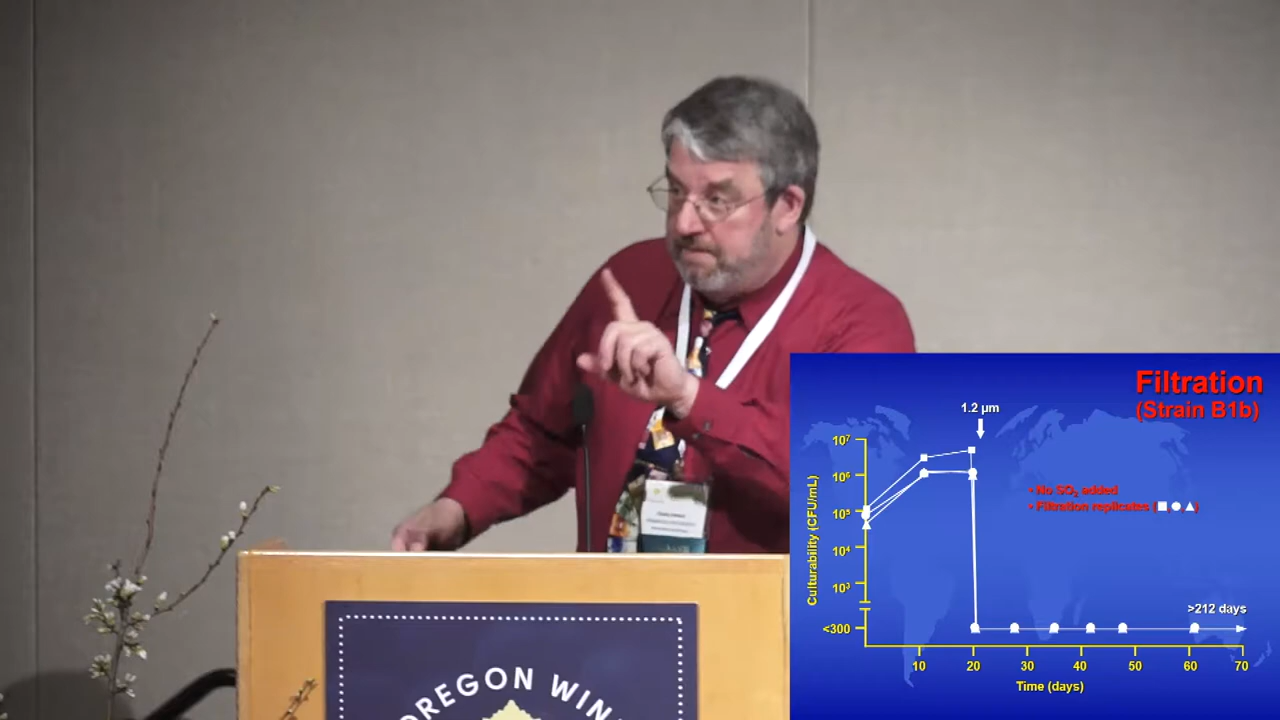 Filtration
(Strain B1b)
1.2 µm
10⁷
10⁶
10⁵
10⁴
10³
<300
Culturability (CFU/mL)
• No SO₂ added
• Filtration replicates (■ ● ▲)
>212 days
10 20 30 40 50 60 70
Time (days)
OREGON WIN